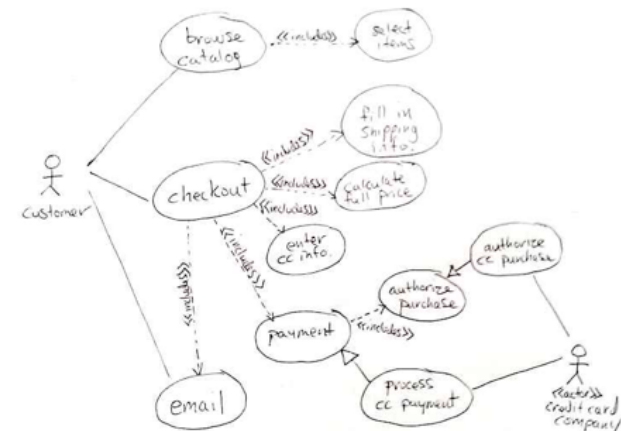 browse
catalog
<<includes>>
select
items
fill in
shipping
info.
<<includes>>
Customer
checkout
<<includes>>
calculate
full price
<<includes>>
enter
cc info.
<<includes>>
<<includes>>
authorize
cc purchase
authorize
purchase
payment
<<includes>>
process
cc payment
email
<<actor>>
credit card
company